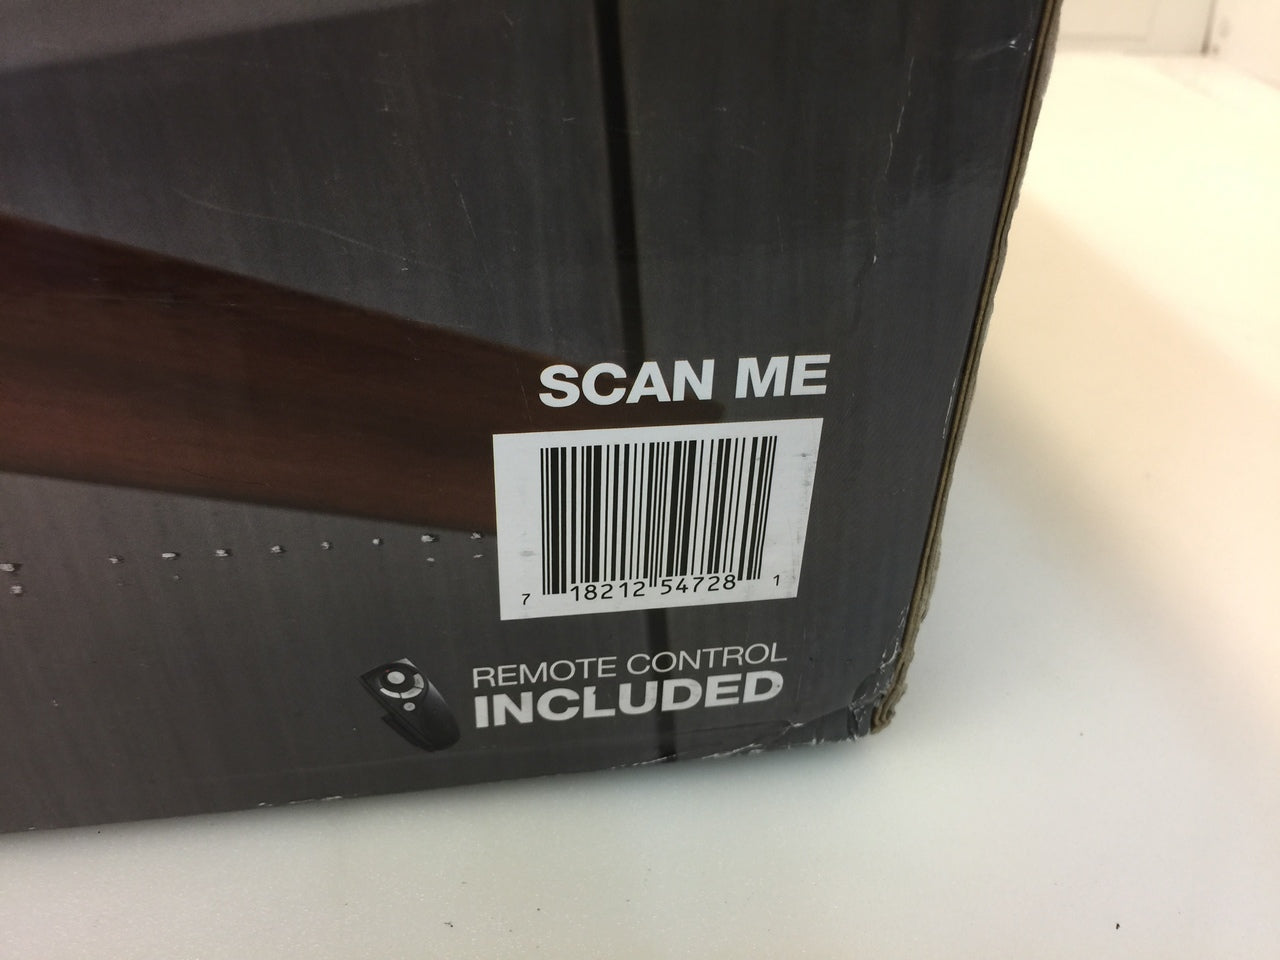 SCAN ME
7 18212 54728 1
REMOTE CONTROL
INCLUDED